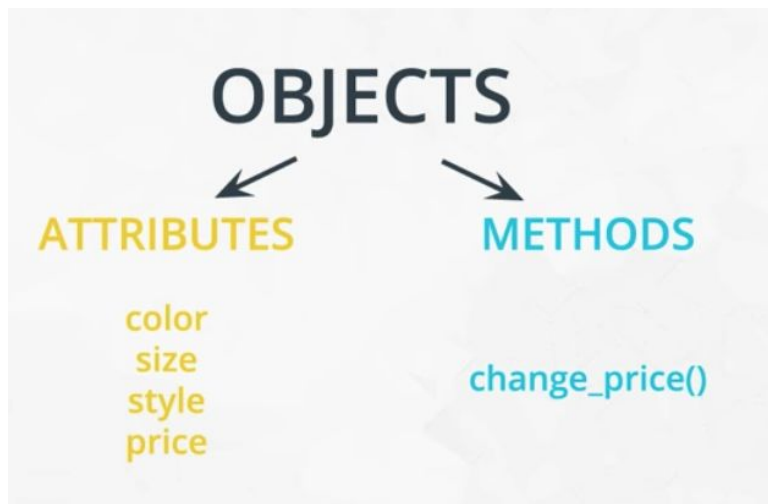 OBJECTS
ATTRIBUTES
METHODS
color
size
style
price
change_price()